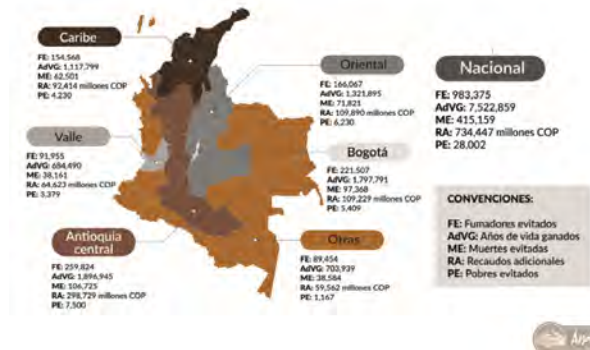 Caribe
FE: 154,568
AdVG: 1,117,799
ME: 62,501
RA: 92,414 millones COP
PE: 4,230
Oriental
FE: 166,067
AdVG: 1,321,895
ME: 71,821
RA: 109,890 millones COP
PE: 6,230
Nacional
FE: 983,375
AdVG: 7,522,859
ME: 415,159
RA: 734,447 millones COP
PE: 28,002
Valle
FE: 91,955
AdVG: 684,490
ME: 38,161
RA: 64,623 millones COP
PE: 3,379
Bogotá
FE: 221,507
AdVG: 1,797,791
ME: 97,368
RA: 109,229 millones COP
PE: 5,409
Antioquia
central
FE: 259,824
AdVG: 1,896,945
ME: 106,725
RA: 298,729 millones COP
PE: 7,500
Otras
FE: 89,454
AdVG: 703,939
ME: 38,584
RA: 59,562 millones COP
PE: 1,167
CONVENCIONES:
FE: Fumadores evitados
AdVG: Años de vida ganados
ME: Muertes evitadas
RA: Recaudos adicionales
PE: Pobres evitados